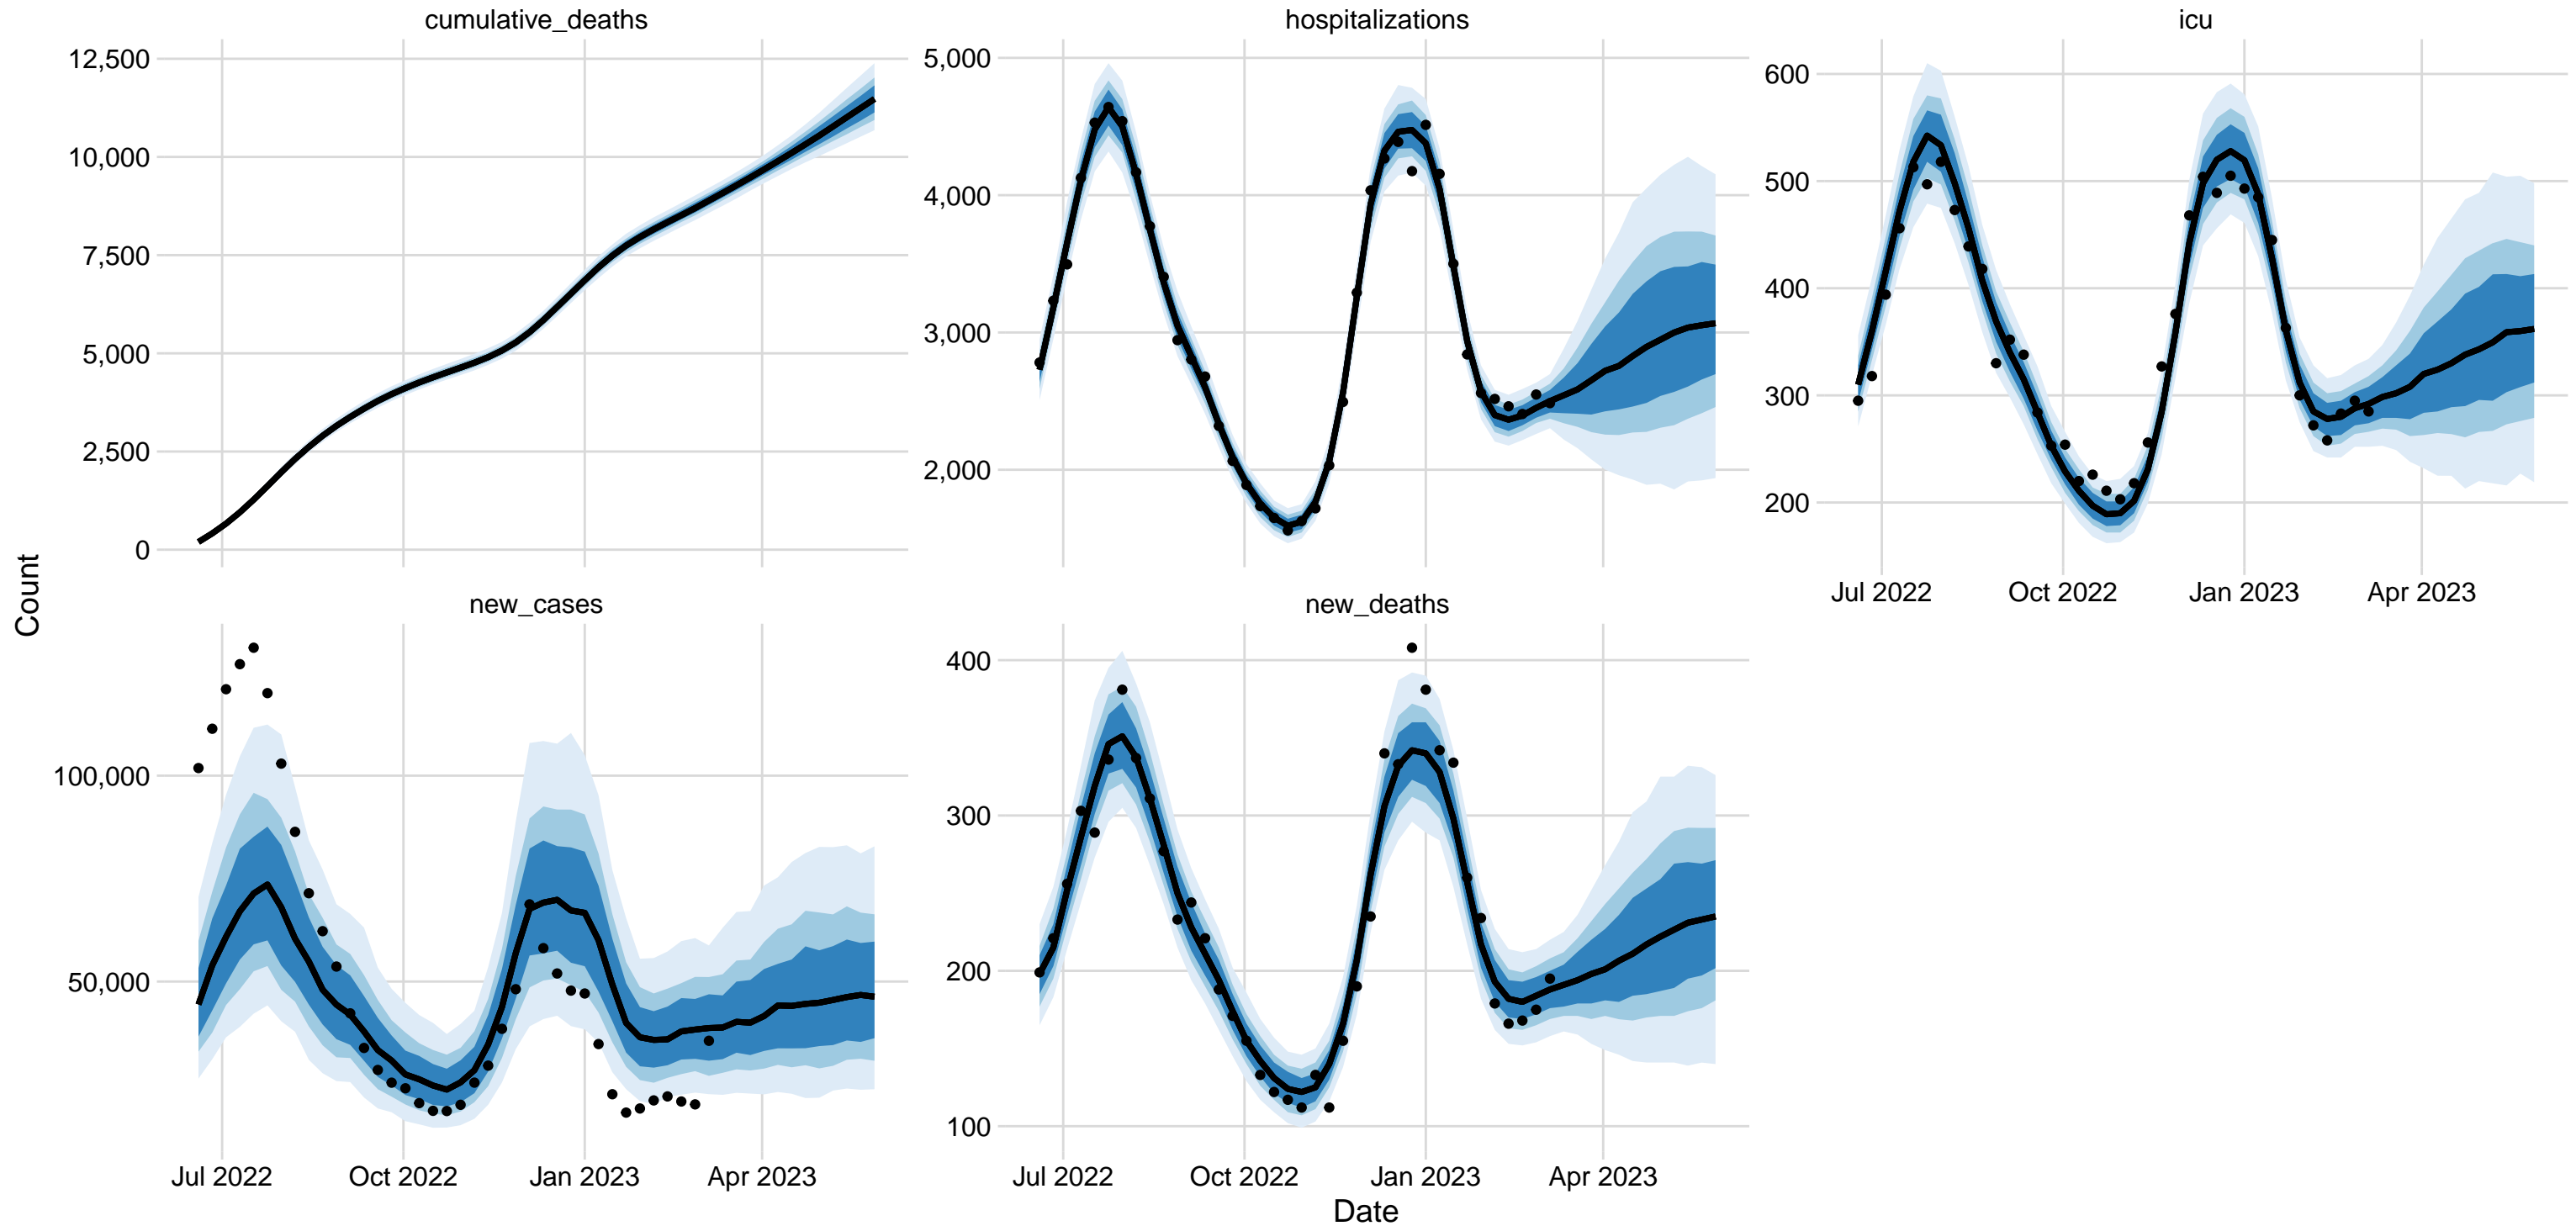 cumulative_deaths
12,500
10,000
7,500
5,000
2,500
0
hospitalizations
5,000
4,000
3,000
2,000
icu
600
500
400
300
200
Jul 2022 Oct 2022 Jan 2023 Apr 2023
Count
new_cases
100,000
50,000
Jul 2022 Oct 2022 Jan 2023 Apr 2023
new_deaths
400
300
200
100
Jul 2022 Oct 2022 Jan 2023 Apr 2023
Date